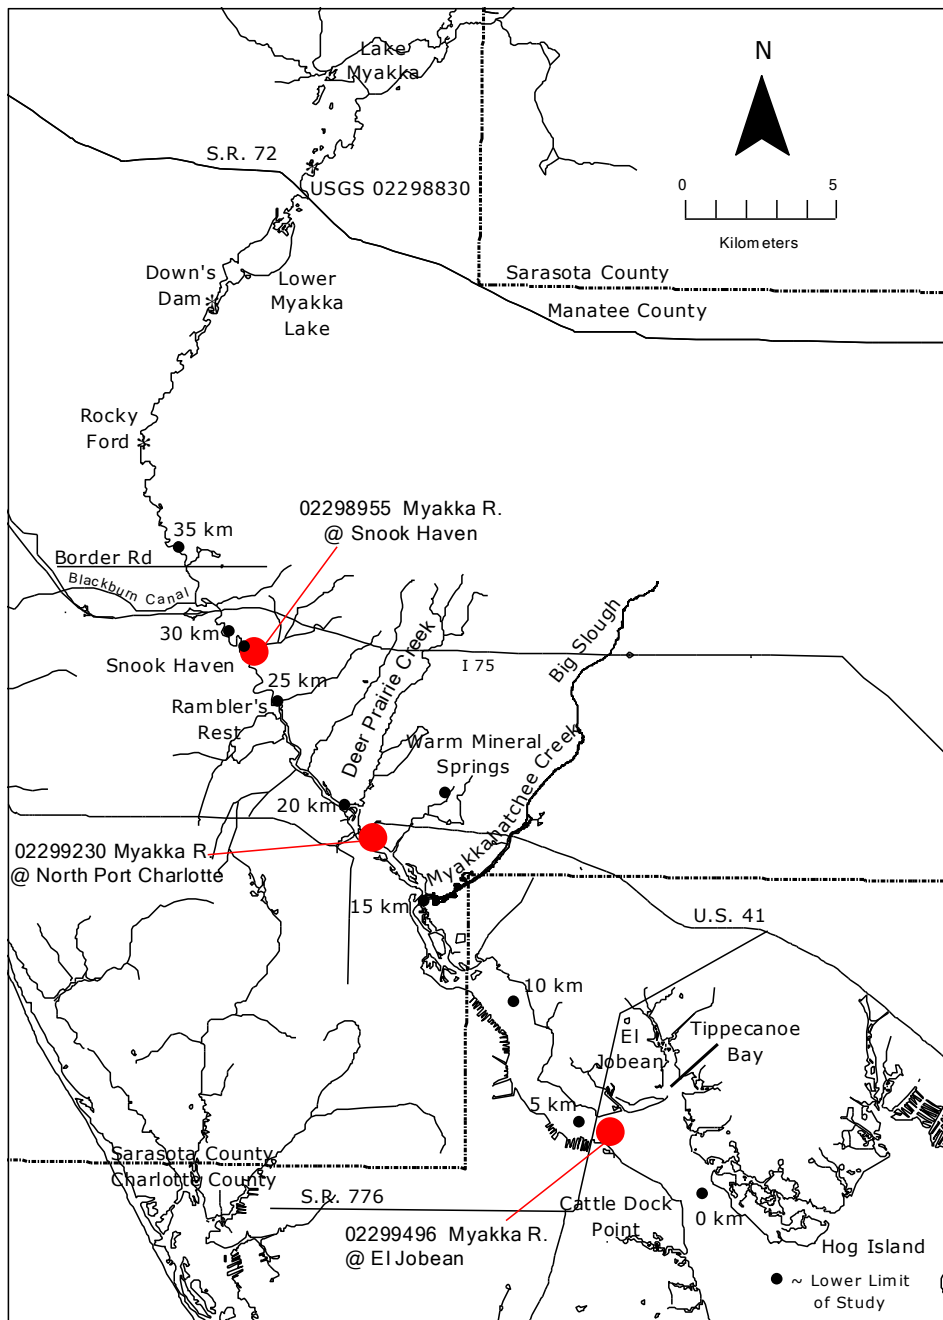 Lake
Myakka
N
S.R. 72
USGS 02298830
0 5
Kilometers
Down's
Dam
Lower
Myakka
Lake
Sarasota County
Manatee County
Rocky
Ford
02298955 Myakka R.
@ Snook Haven
35 km
Border Rd
Blackburn Canal
30 km
Snook Haven
I 75
Big Slough
Deer Prairie Creek
25 km
Rambler's
Rest
Warm Mineral
Springs
20 km
Myakkahatchee Creek
02299230 Myakka R.
@ North Port Charlotte
15 km
U.S. 41
10 km
El
Jobean
Tippecanoe
Bay
5 km
Sarasota County
Charlotte County
S.R. 776
Cattle Dock
Point
0 km
02299496 Myakka R.
@ El Jobean
Hog Island
~ Lower Limit
of Study